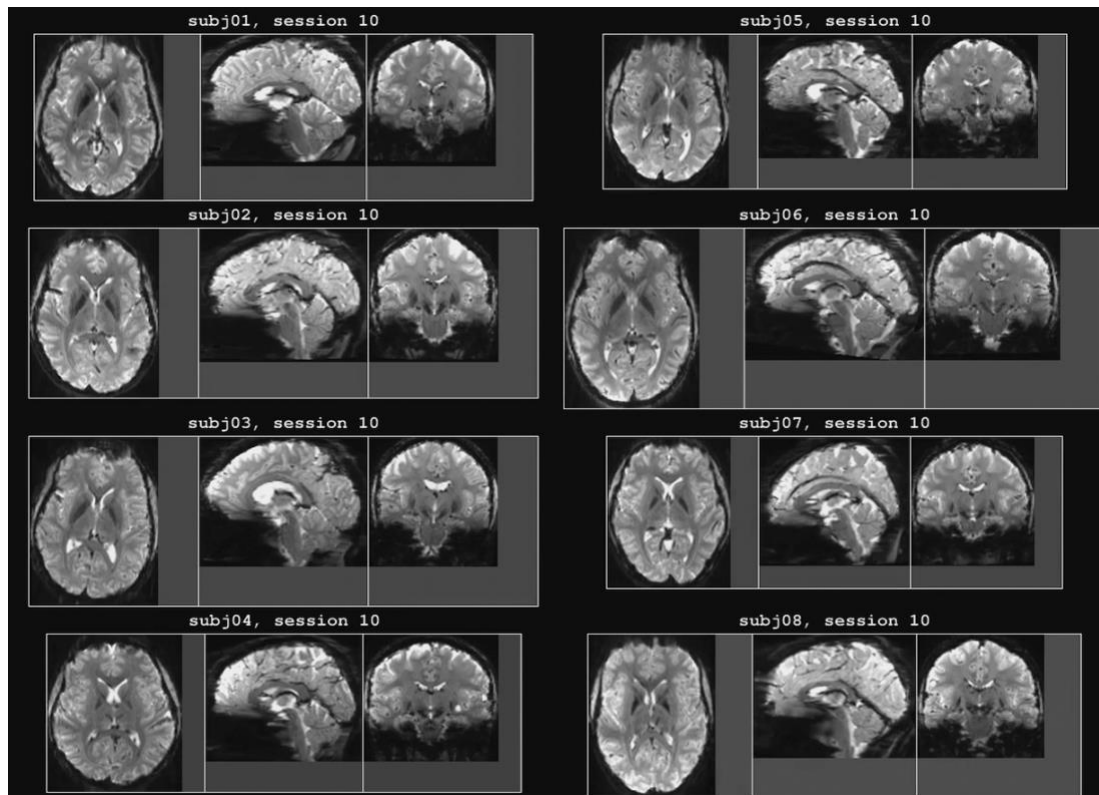 subj01, session 10
subj05, session 10
subj02, session 10
subj06, session 10
subj03, session 10
subj07, session 10
subj04, session 10
subj08, session 10